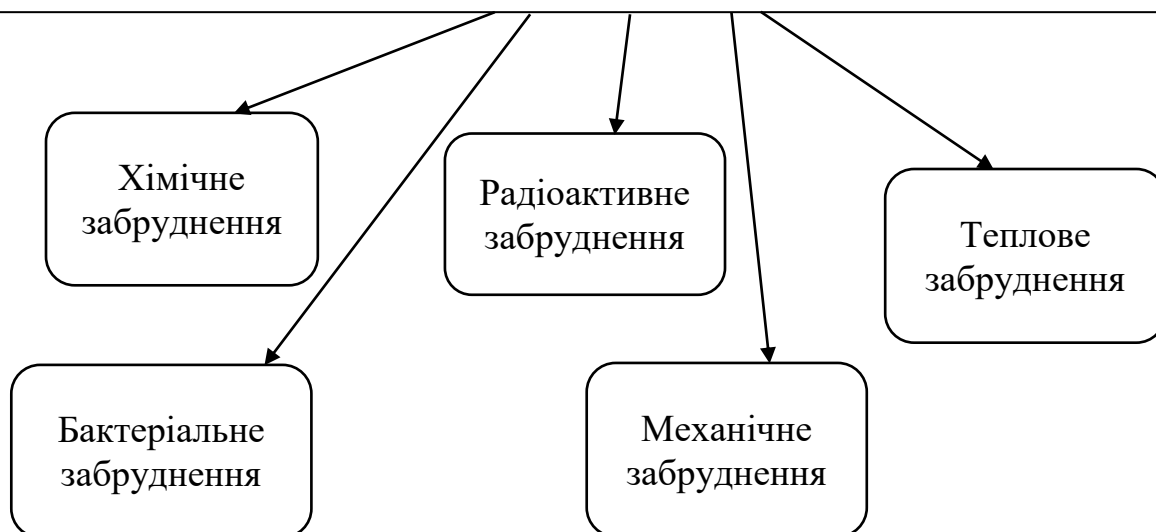 Хімічне
забруднення
Радіоактивне
забруднення
Теплове
забруднення
Бактеріальне
забруднення
Механічне
забруднення